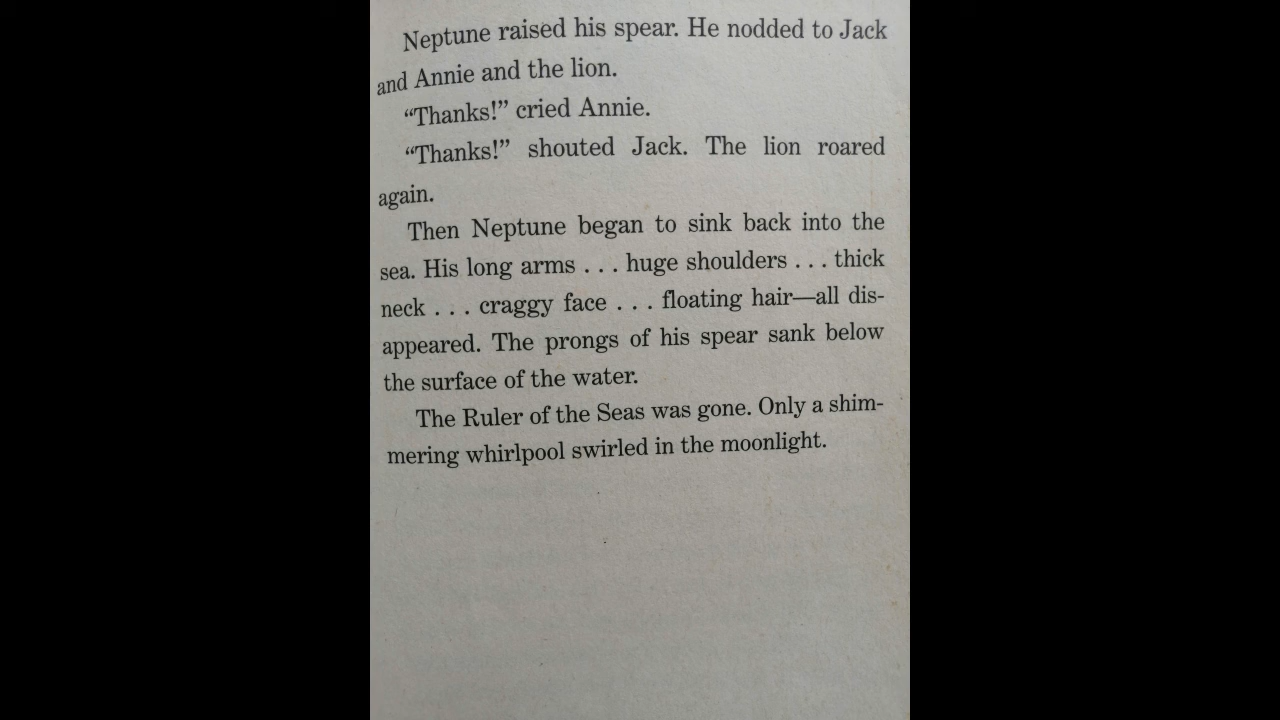 Neptune raised his spear. He nodded to Jack
and Annie and the lion.
“Thanks!” cried Annie.
“Thanks!” shouted Jack. The lion roared
again.
Then Neptune began to sink back into the
sea. His long arms . . . huge shoulders . . . thick
neck . . . craggy face . . . floating hair—all dis-
appeared. The prongs of his spear sank below
the surface of the water.
The Ruler of the Seas was gone. Only a shim-
mering whirlpool swirled in the moonlight.